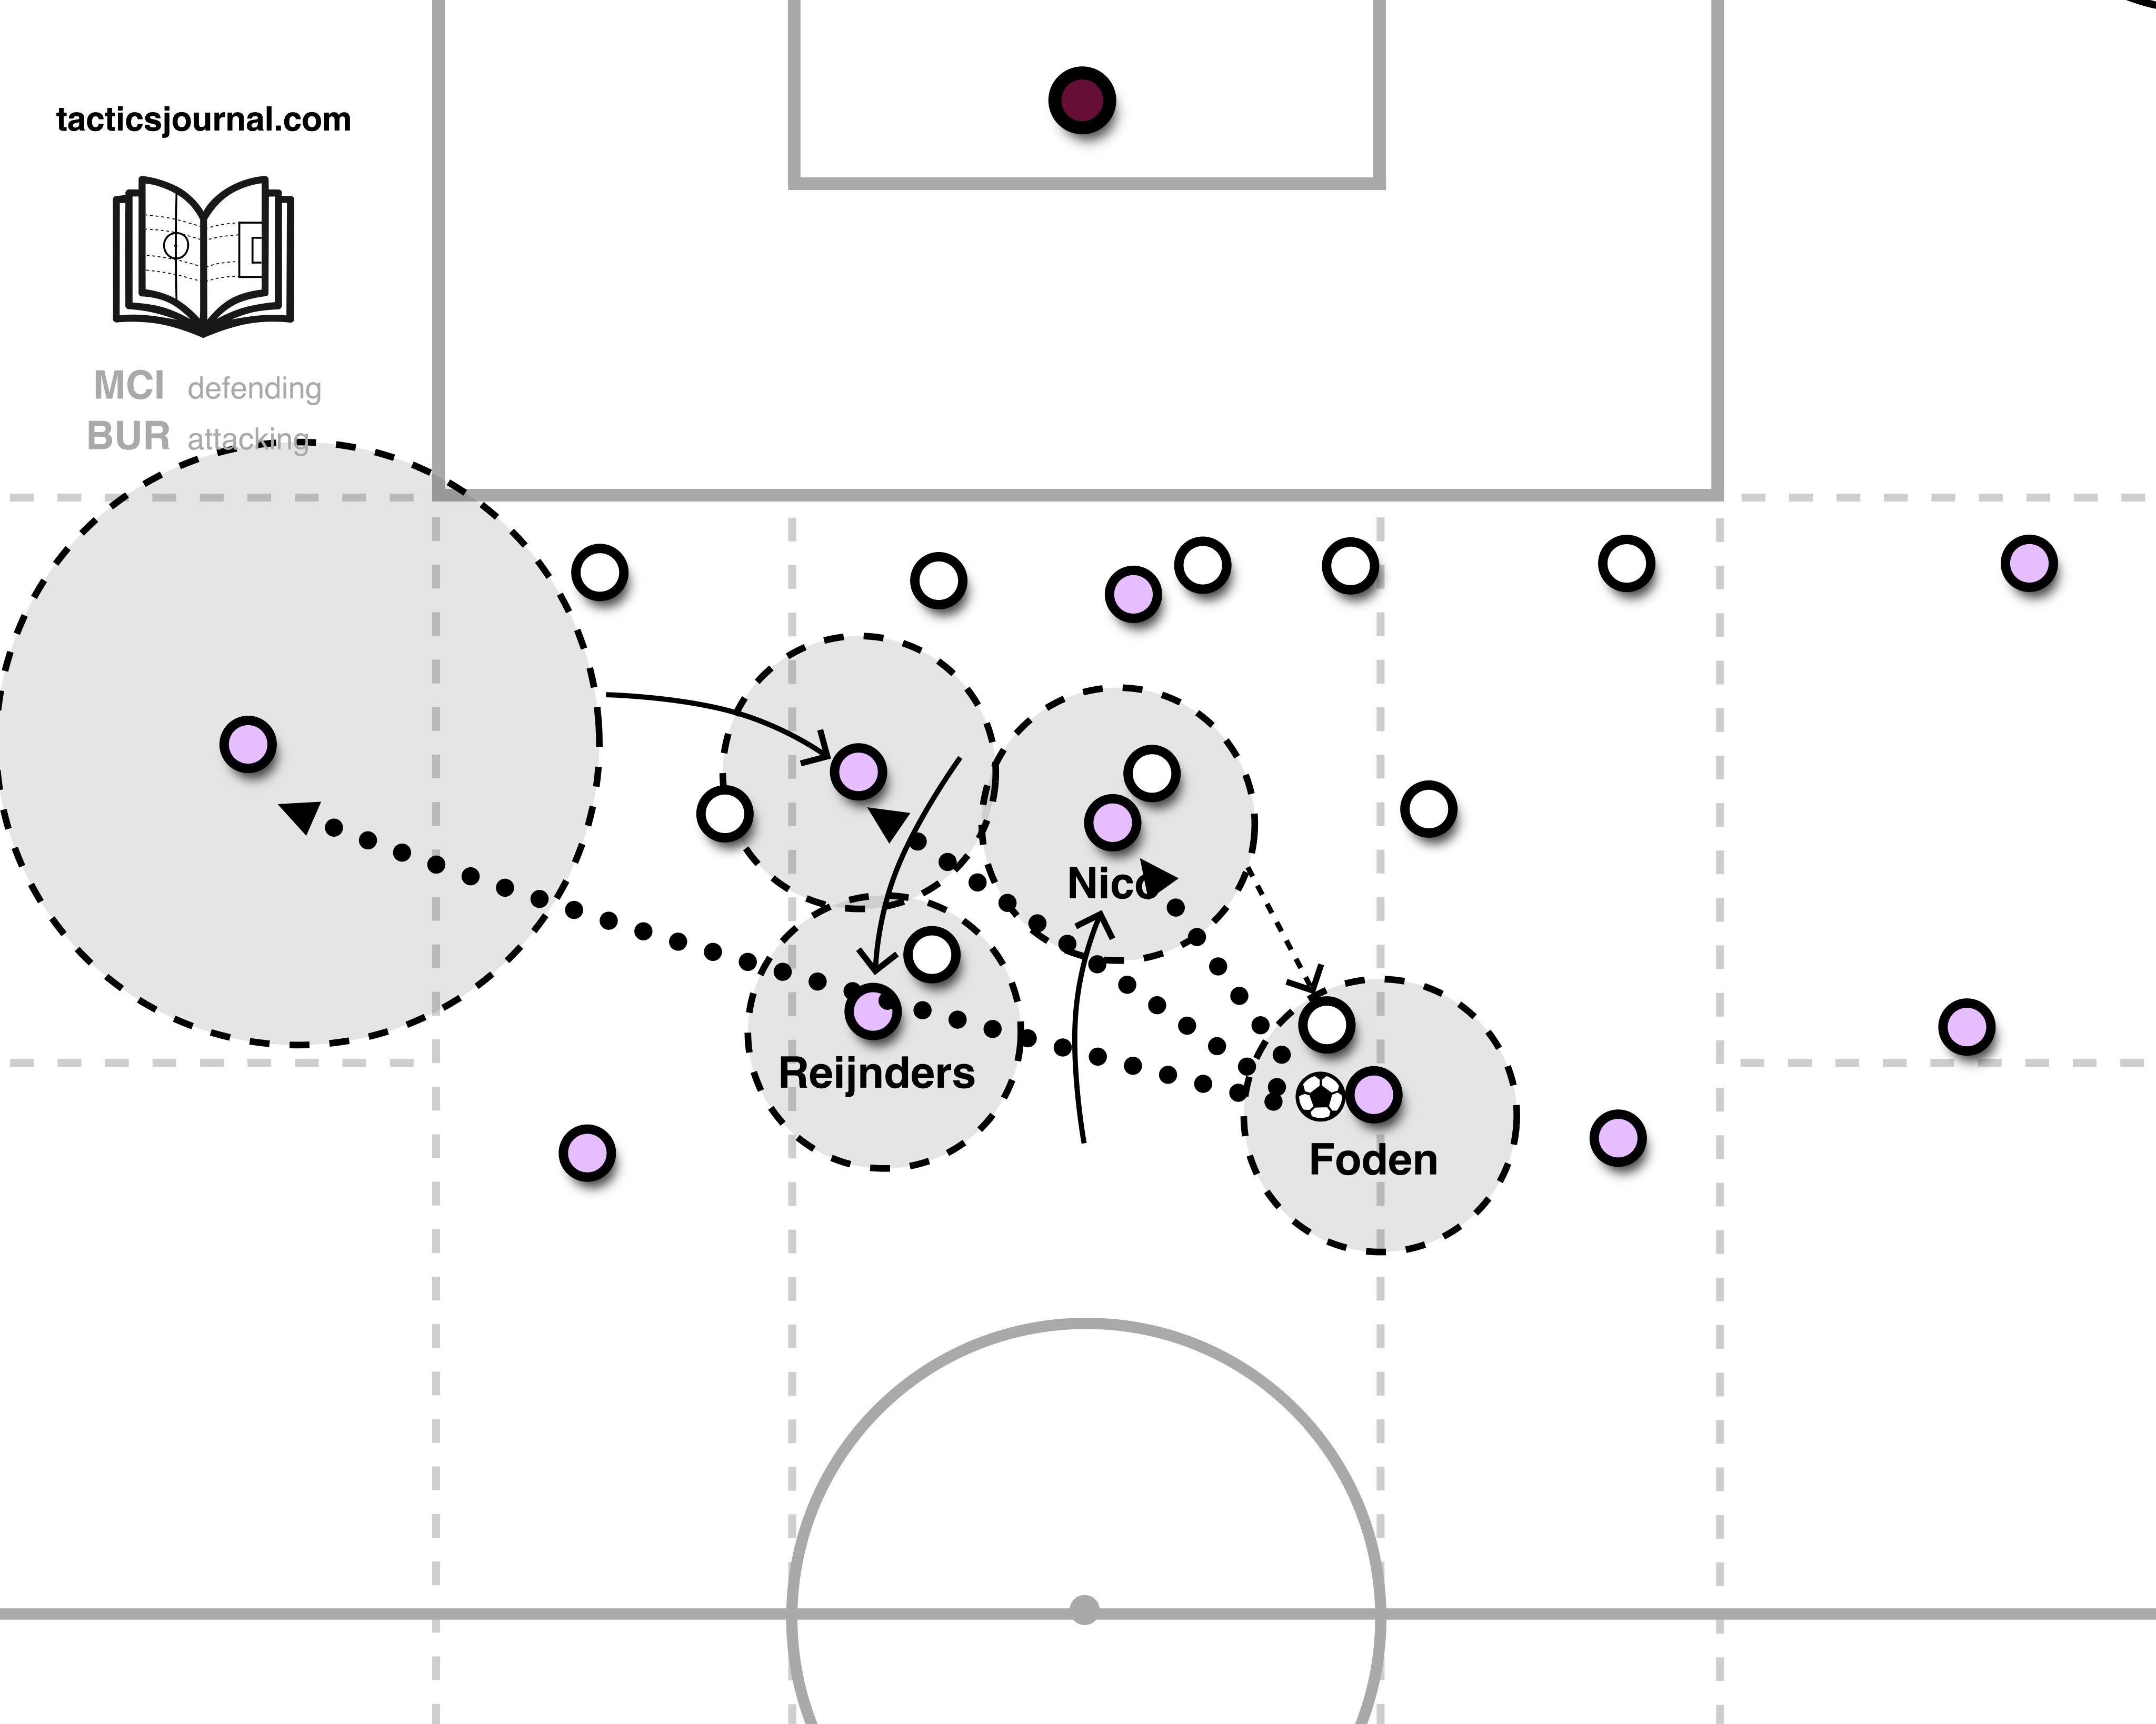 tacticsjournal.com
MCI defending
BUR attacking
Nico
Reijnders
Foden